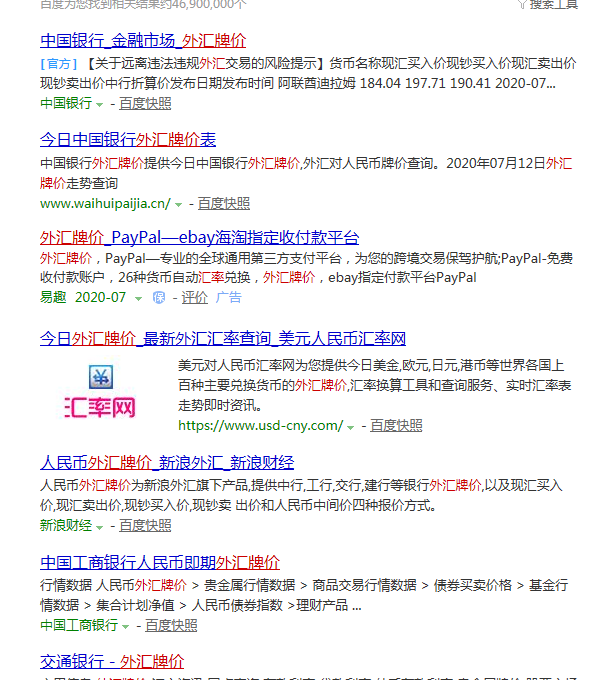 百度为您找到相关结果约46,900,000个
搜索工具
中国银行_金融市场_外汇牌价
[官方] 【关于远离违法违规外汇交易的风险提示】货币名称现汇买入价现钞买入价现汇卖出价
现钞卖出价中行折算价发布日期发布时间 阿联酋迪拉姆 184.04 197.71 190.41 2020-07...
中国银行 - 百度快照
今日中国银行外汇牌价表
中国银行外汇牌价提供今日中国银行外汇牌价,外汇对人民币牌价查询。2020年07月12日外汇
牌价走势查询
www.waihuipaijia.cn/ - 百度快照
外汇牌价_PayPal—ebay海淘指定收付款平台
外汇牌价，PayPal—专业的全球通用第三方支付平台，为您的跨境交易保驾护航;PayPal-免费
收付款账户，26种货币自动汇率兑换，外汇牌价，ebay指定付款平台PayPal
易趣 2020-07 保 - 评价 广告
今日外汇牌价_最新外汇汇率查询_美元人民币汇率网
汇率网
美元对人民币汇率网为您提供今日美金,欧元,日元,港币等世界各国上
百种主要兑换货币的外汇牌价,汇率换算工具和查询服务、实时汇率表
走势即时资讯。
https://www.usd-cny.com/ - 百度快照
人民币外汇牌价_新浪外汇_新浪财经
人民币外汇牌价为新浪外汇旗下产品,提供中行,工行,交行,建行等银行外汇牌价,以及现汇买入
价,现汇卖出价,现钞买入价,现钞卖 出价和人民币中间价四种报价方式。
新浪财经 - 百度快照
中国工商银行人民币即期外汇牌价
行情数据 人民币外汇牌价 > 贵金属行情数据 > 商品交易行情数据 > 债券买卖价格 > 基金行
情数据 > 集合计划净值 > 人民币债券指数 >理财产品 ...
中国工商银行 - 百度快照
交通银行 - 外汇牌价